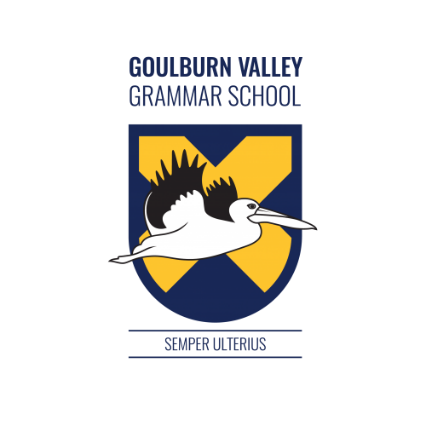 GOULBURN VALLEY
GRAMMAR SCHOOL
SEMPER ULTERIUS